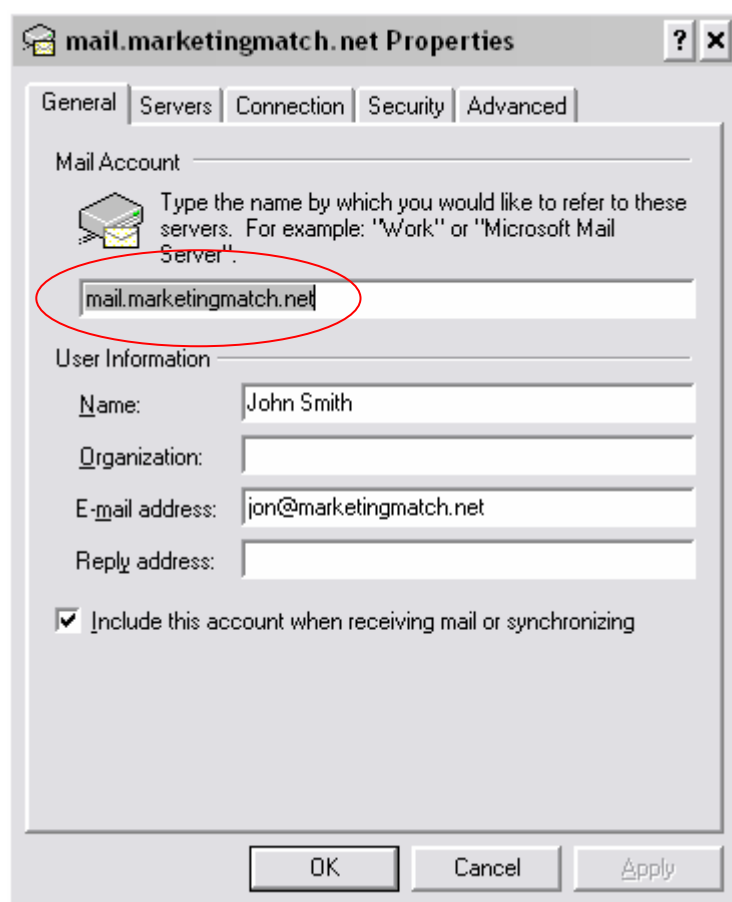 mail.marketingmatch.net Properties
? ×
General Servers Connection Security Advanced
Mail Account
Type the name by which you would like to refer to these
servers. For example: "Work" or "Microsoft Mail
Server".
mail.marketingmatch.net
User Information
Name: John Smith
Organization:
E-mail address: jon@marketingmatch.net
Reply address:
Include this account when receiving mail or synchronizing
OK Cancel Apply